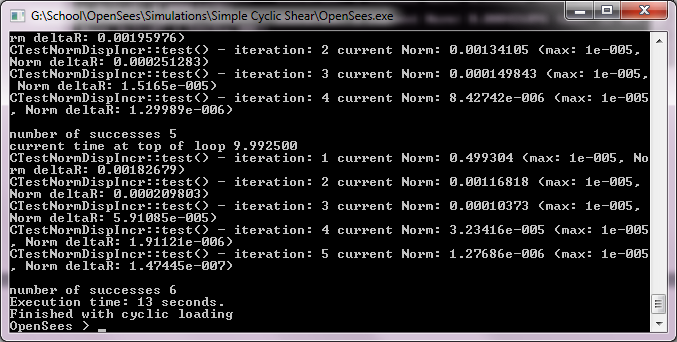 G:\School\OpenSees\Simulations\Simple Cyclic Shear\OpenSees.exe
rm deltaR: 0.00195976)
CTestNormDispIncr::test() - iteration: 2 current Norm: 0.00134105 (max: 1e-005,
Norm deltaR: 0.000251283)
CTestNormDispIncr::test() - iteration: 3 current Norm: 0.000149843 (max: 1e-005,
 Norm deltaR: 1.5165e-005)
CTestNormDispIncr::test() - iteration: 4 current Norm: 8.42742e-006 (max: 1e-005
, Norm deltaR: 1.29989e-006)
number of successes 5
current time at top of loop 9.992500
CTestNormDispIncr::test() - iteration: 1 current Norm: 0.499304 (max: 1e-005, No
rm deltaR: 0.00182679)
CTestNormDispIncr::test() - iteration: 2 current Norm: 0.00116818 (max: 1e-005,
Norm deltaR: 0.000209803)
CTestNormDispIncr::test() - iteration: 3 current Norm: 0.00010373 (max: 1e-005,
Norm deltaR: 5.91085e-005)
CTestNormDispIncr::test() - iteration: 4 current Norm: 3.23416e-005 (max: 1e-005
, Norm deltaR: 1.91121e-006)
CTestNormDispIncr::test() - iteration: 5 current Norm: 1.27686e-006 (max: 1e-005
, Norm deltaR: 1.47445e-007)
number of successes 6
Execution time: 13 seconds.
Finished with cyclic loading
OpenSees > _